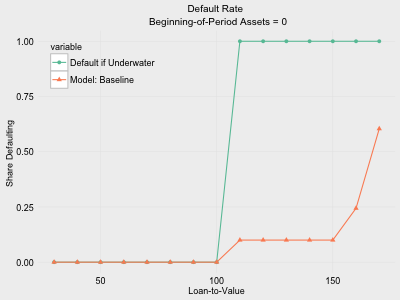 Default Rate
Beginning-of-Period Assets = 0
variable
Default if Underwater
Model: Baseline
1.00
0.75
0.50
0.25
0.00
Share Defaulting
50
100
150
Loan-to-Value